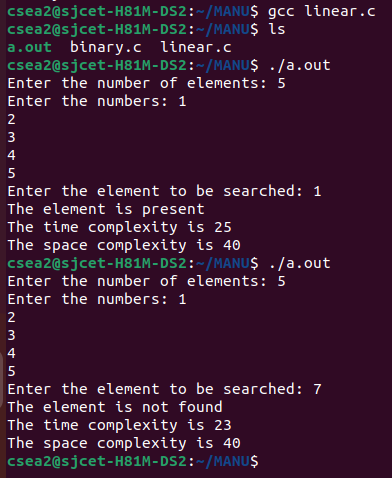 csea2@sjcet-H81M-DS2:~/MANU$ gcc linear.c
csea2@sjcet-H81M-DS2:~/MANU$ ls
a.out  binary.c  linear.c
csea2@sjcet-H81M-DS2:~/MANU$ ./a.out
Enter the number of elements: 5
Enter the numbers: 1
2
3
4
5
Enter the element to be searched: 1
The element is present
The time complexity is 25
The space complexity is 40
csea2@sjcet-H81M-DS2:~/MANU$ ./a.out
Enter the number of elements: 5
Enter the numbers: 1
2
3
4
5
Enter the element to be searched: 7
The element is not found
The time complexity is 23
The space complexity is 40
csea2@sjcet-H81M-DS2:~/MANU$